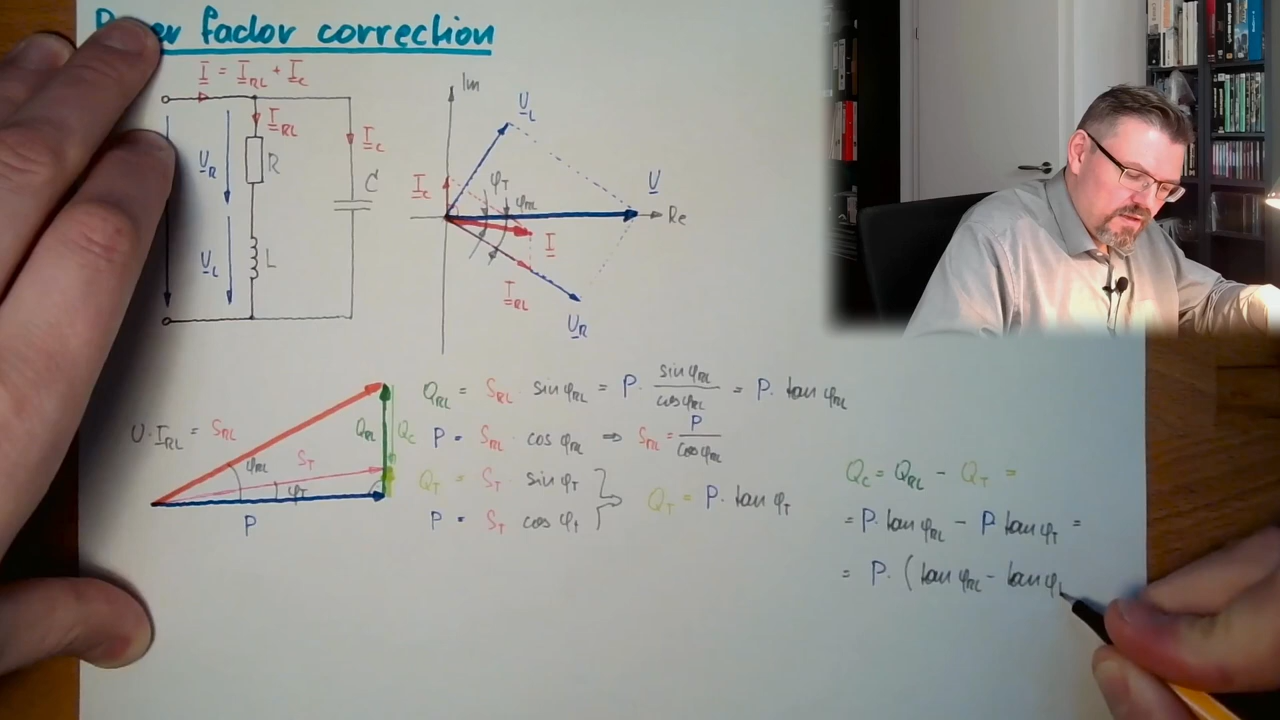 factor correction
I = I_RL + I_C
I_RL
I_C
U_R
R
C
U_L
L
Im
U_L
I_C
φ_T
φ_RL
U
Re
I
I_RL
U_R
U · I_RL = S_RL
φ_RL
S_T
φ_T
P
Q_RL
Q_C
Q_RL = S_RL · sin φ_RL = P · sin φ_RL / cos φ_RL = P · tan φ_RL
P = S_RL · cos φ_RL ⇒ S_RL = P / cos φ_RL
Q_T = S_T · sin φ_T
P = S_T cos φ_T
Q_T = P · tan φ_T
Q_C = Q_RL - Q_T =
= P · tan φ_RL - P tan φ_T =
= P · ( tan φ_RL - tan φ